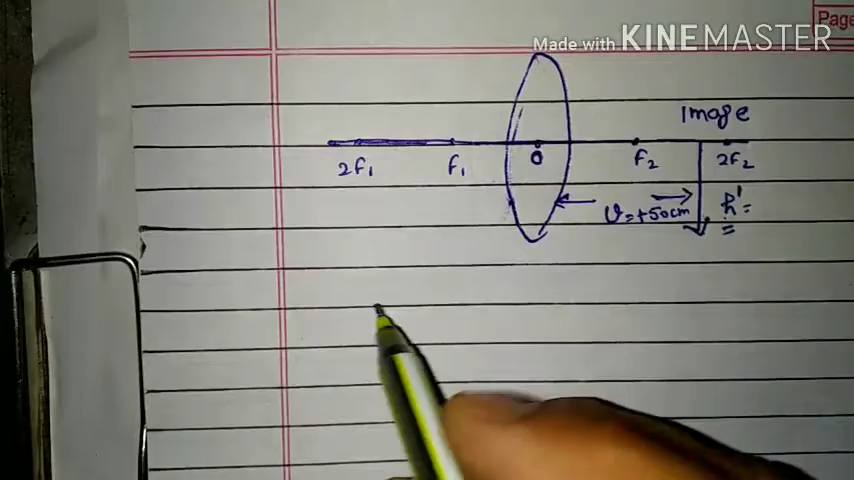 Page
Made with KINEMASTER
Image
2F₁ F₁ O F₂ 2F₂
v=+50cm h'=